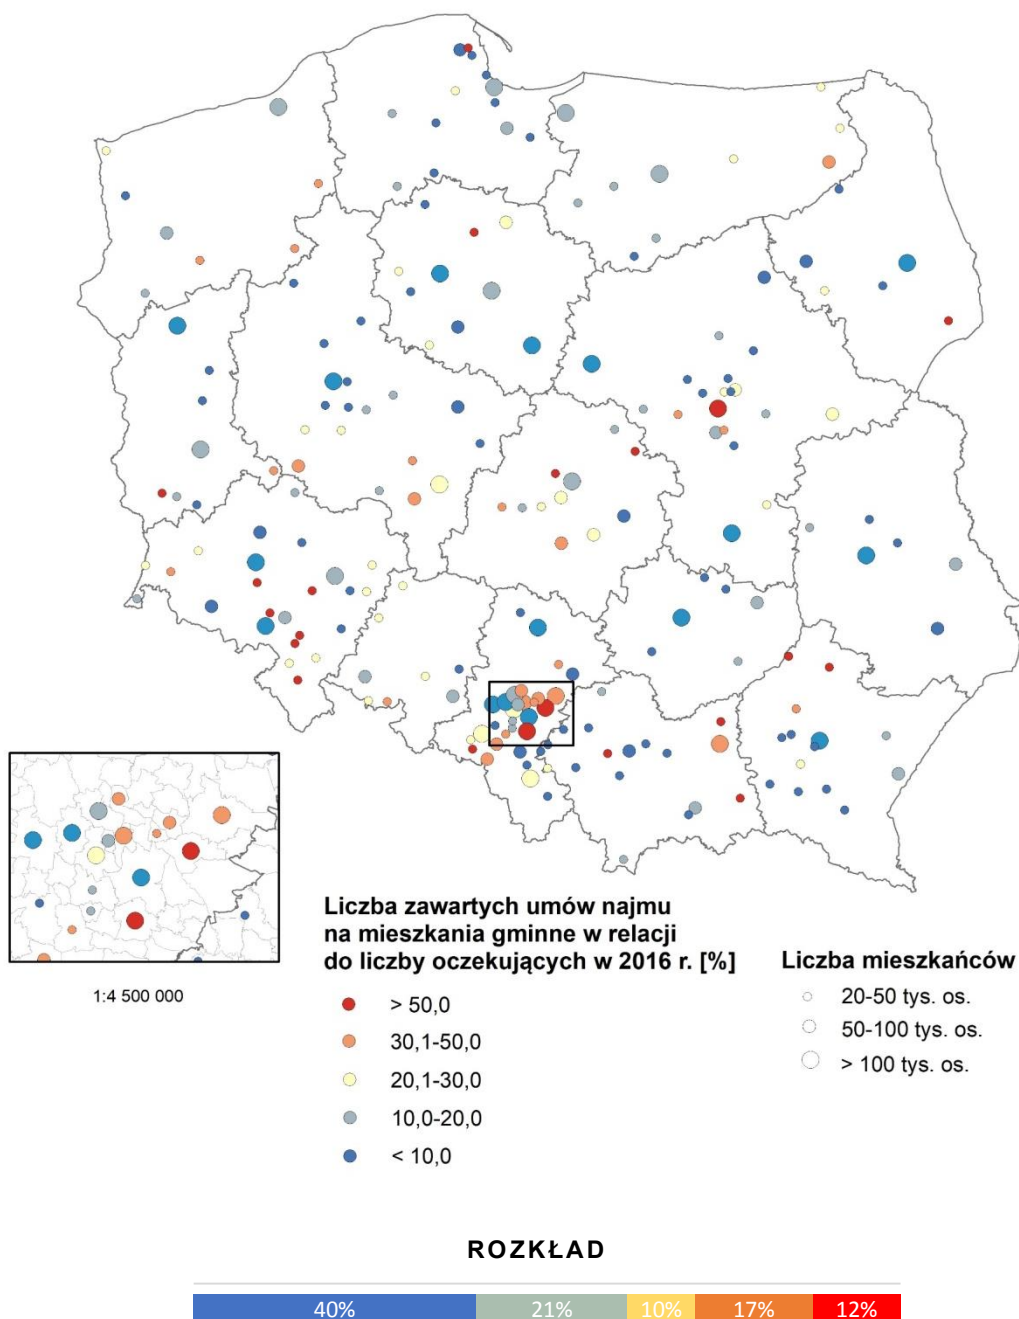 1:4 500 000
Liczba zawartych umów najmu
na mieszkania gminne w relacji
do liczby oczekujących w 2016 r. [%]
> 50,0
30,1-50,0
20,1-30,0
10,0-20,0
< 10,0
Liczba mieszkańców
20-50 tys. os.
50-100 tys. os.
> 100 tys. os.
ROZKŁAD
40% 21% 10% 17% 12%